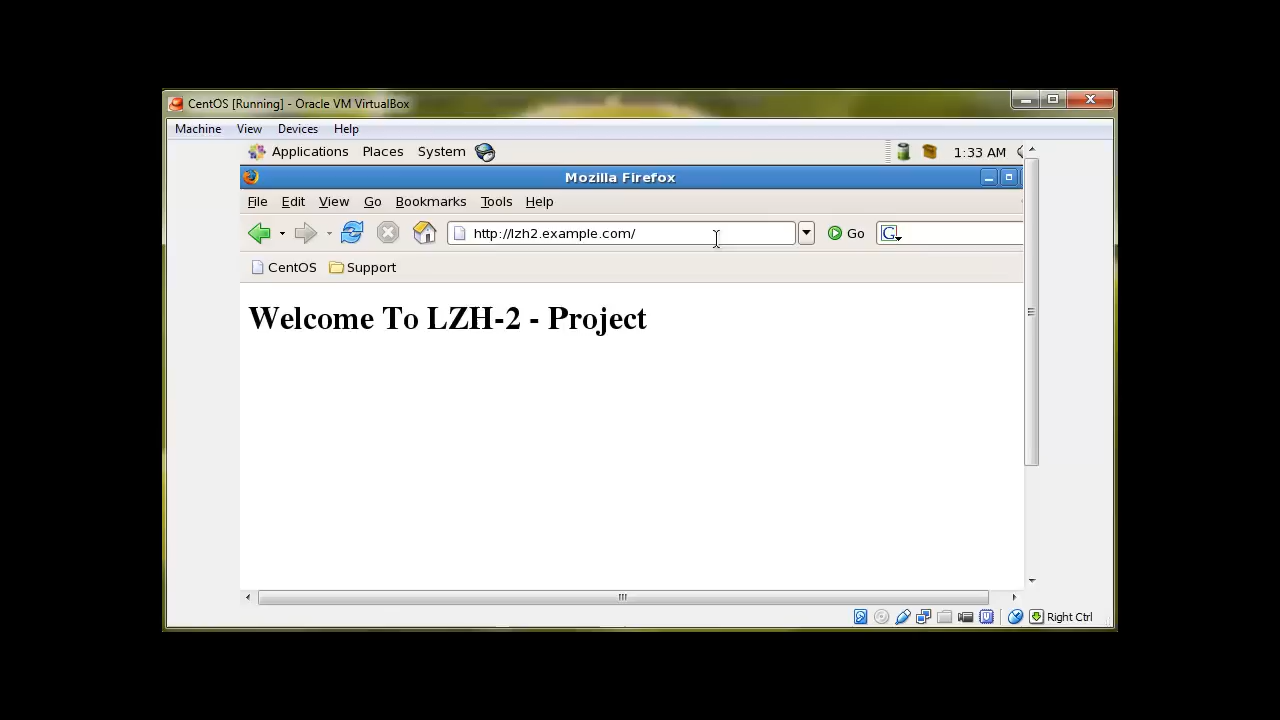 CentOS [Running] - Oracle VM VirtualBox
Machine View Devices Help
Applications Places System 1:33 AM
Mozilla Firefox
File Edit View Go Bookmarks Tools Help
http://lzh2.example.com/ Go G
CentOS Support
Welcome To LZH-2 - Project
Right Ctrl